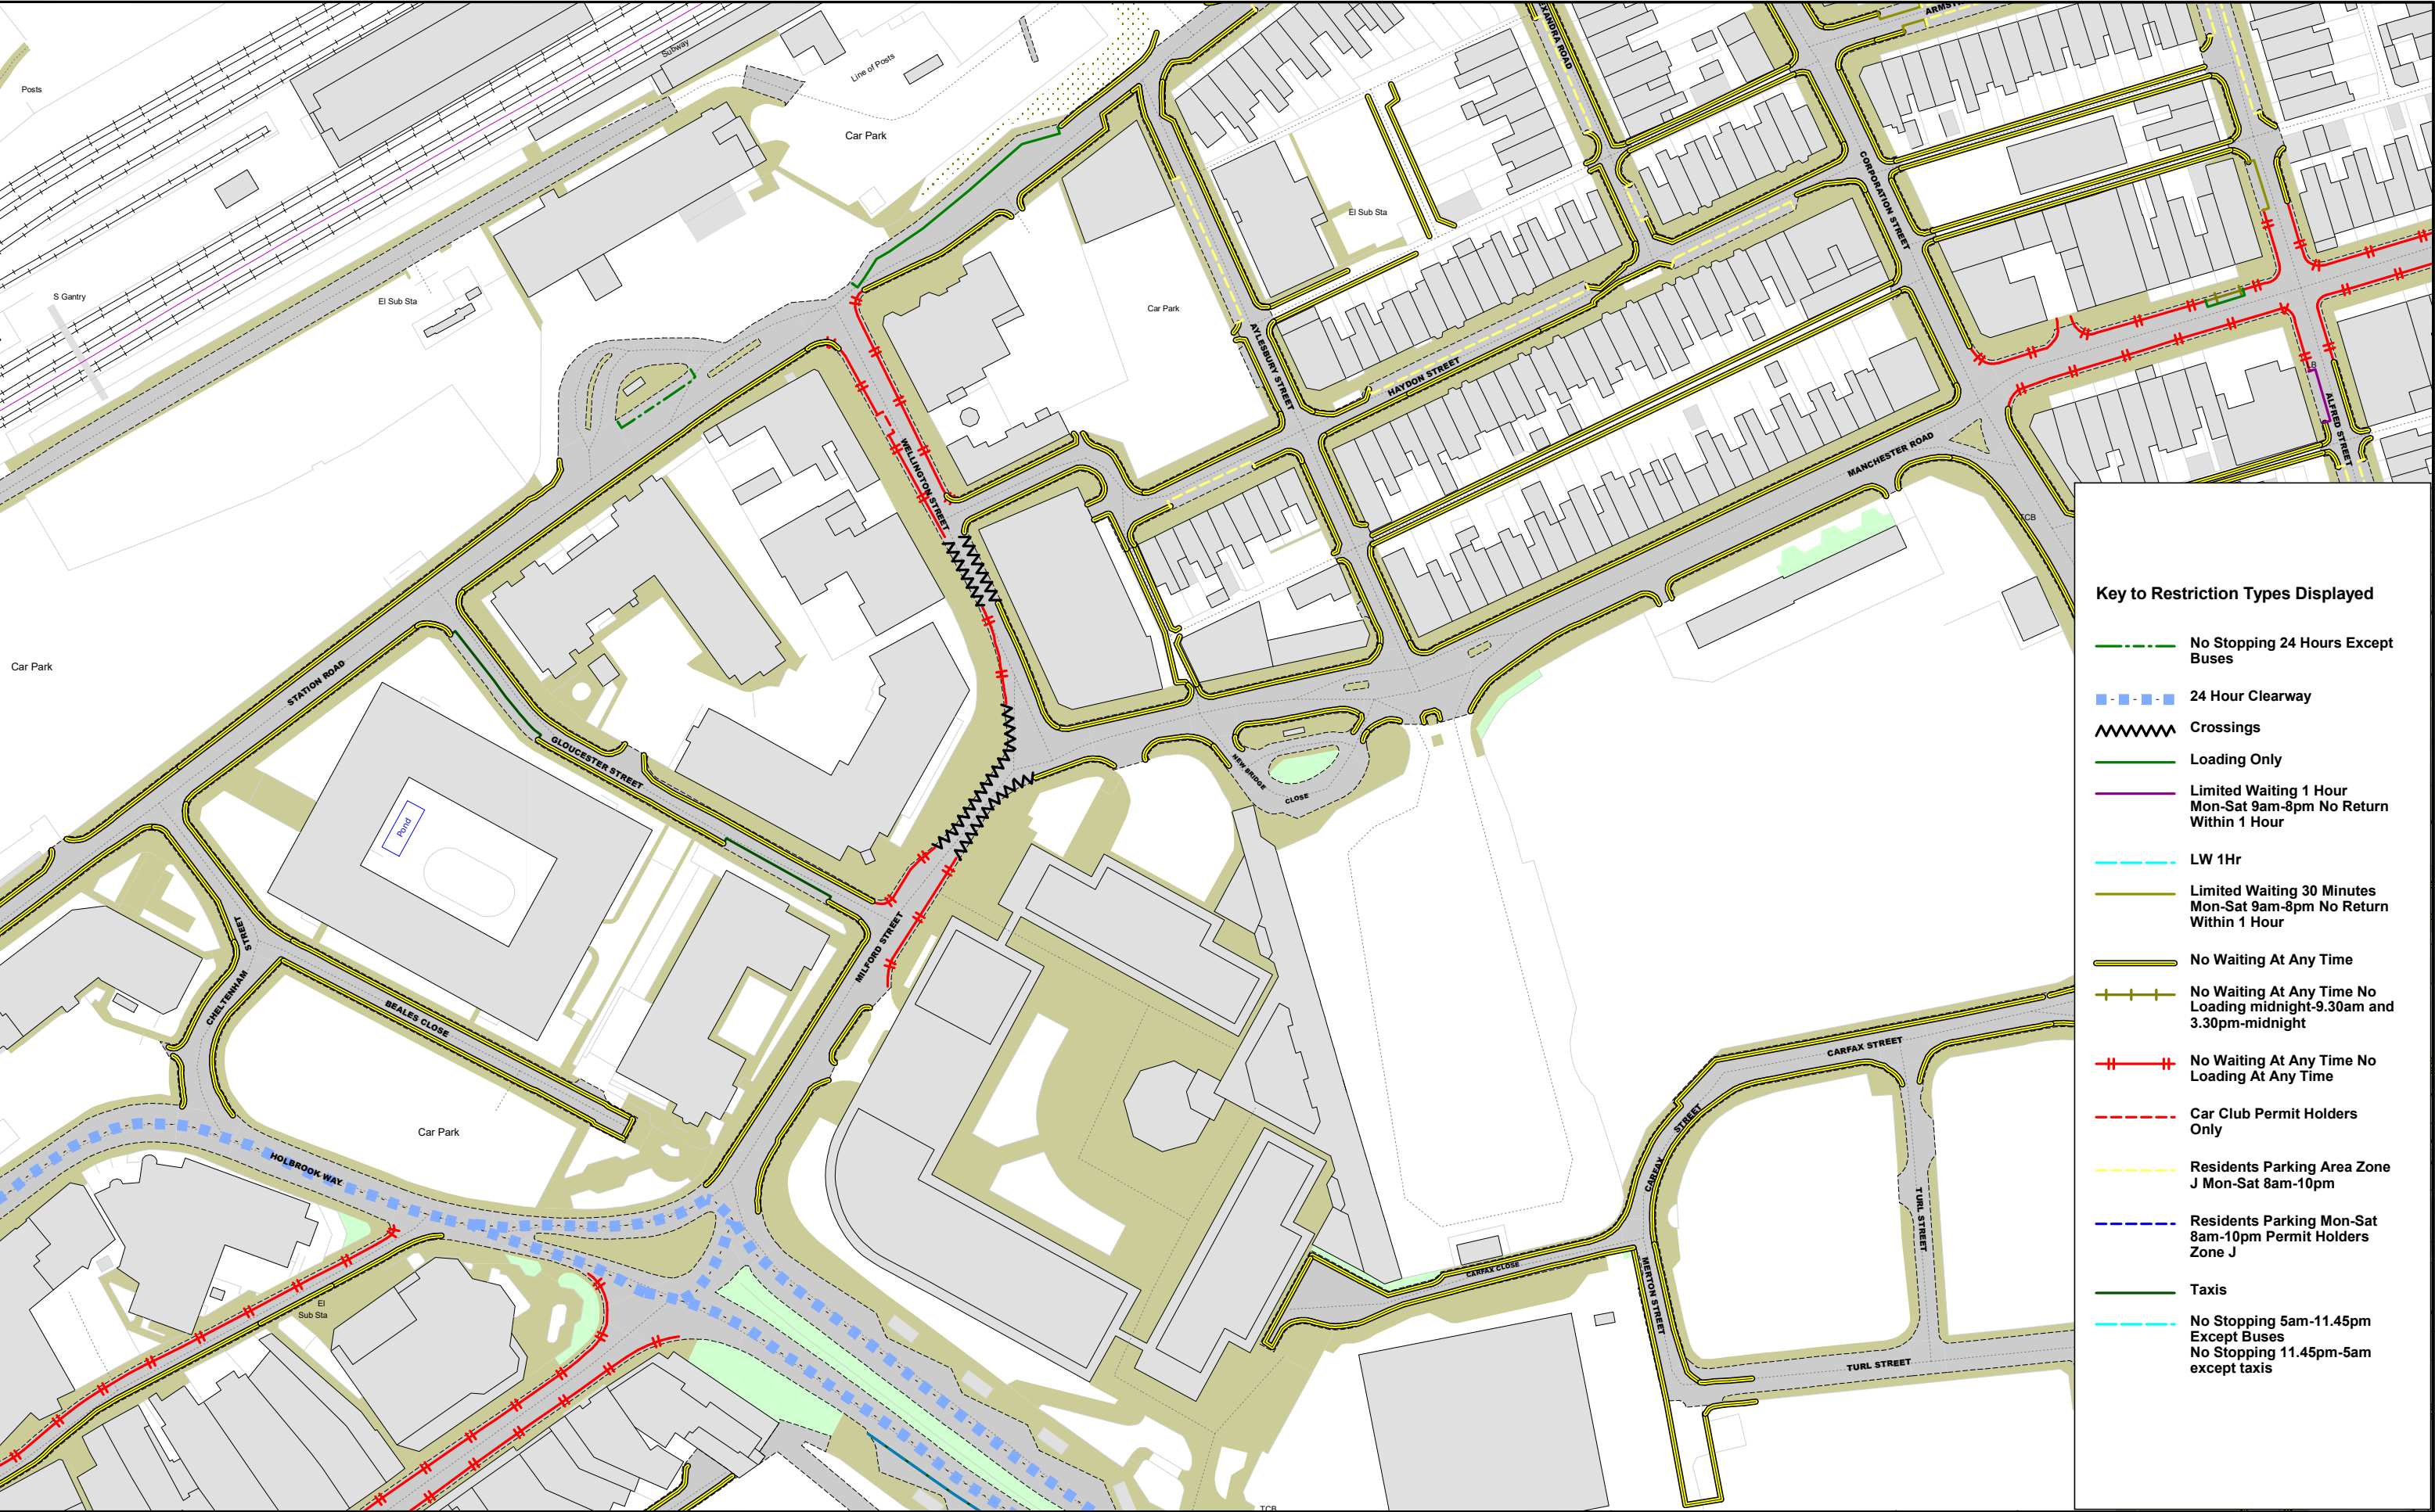 ARMST
EXANDRA ROAD
Subway
Line of Posts
Posts
Car Park
CORPORATION STREET
El Sub Sta
S Gantry
El Sub Sta
Car Park
AYLESBURY STREET
HAYDON STREET
ALFRED STREET
WELLINGTON STREET
MANCHESTER ROAD
TCB
Car Park
STATION ROAD
GLOUCESTER STREET
NEW BRIDGE
CLOSE
Pond
STREET
MILFORD STREET
CHELTENHAM
BEALES CLOSE
CARFAX STREET
STREET
CARFAX
Car Park
HOLBROOK WAY
TURL STREET
CARFAX CLOSE
MERTON STREET
El
Sub Sta
TURL STREET
TCB
Key to Restriction Types Displayed
No Stopping 24 Hours Except
Buses
24 Hour Clearway
Crossings
Loading Only
Limited Waiting 1 Hour
Mon-Sat 9am-8pm No Return
Within 1 Hour
LW 1Hr
Limited Waiting 30 Minutes
Mon-Sat 9am-8pm No Return
Within 1 Hour
No Waiting At Any Time
No Waiting At Any Time No
Loading midnight-9.30am and
3.30pm-midnight
No Waiting At Any Time No
Loading At Any Time
Car Club Permit Holders
Only
Residents Parking Area Zone
J Mon-Sat 8am-10pm
Residents Parking Mon-Sat
8am-10pm Permit Holders
Zone J
Taxis
No Stopping 5am-11.45pm
Except Buses
No Stopping 11.45pm-5am
except taxis